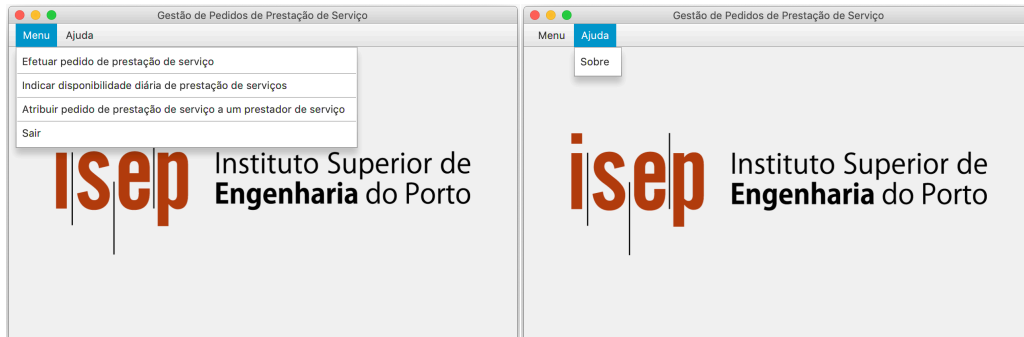 Gestão de Pedidos de Prestação de Serviço
Menu Ajuda
Efetuar pedido de prestação de serviço
Indicar disponibilidade diária de prestação de serviços
Atribuir pedido de prestação de serviço a um prestador de serviço
Sair
isep
Instituto Superior de
Engenharia do Porto
Gestão de Pedidos de Prestação de Serviço
Menu Ajuda
Sobre
isep
Instituto Superior de
Engenharia do Porto